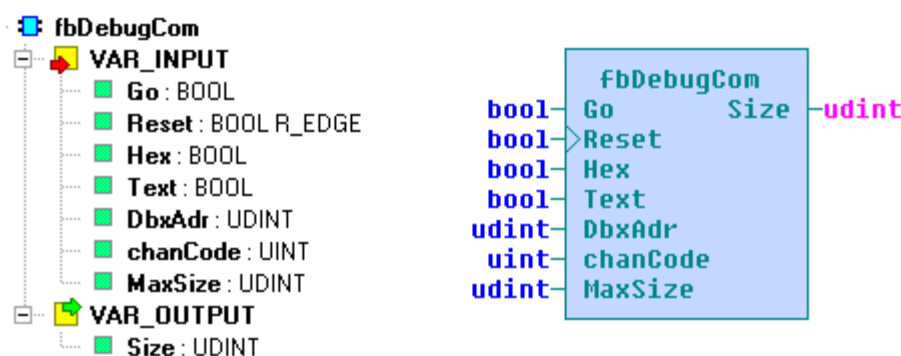 fbDebugCom
VAR_INPUT
Go : BOOL
Reset : BOOL R_EDGE
Hex : BOOL
Text : BOOL
DbxAdr : UDINT
chanCode : UINT
MaxSize : UDINT
VAR_OUTPUT
Size : UDINT
fbDebugCom
bool Go Size udint
bool Reset
bool Hex
bool Text
udint DbxAdr
uint chanCode
udint MaxSize